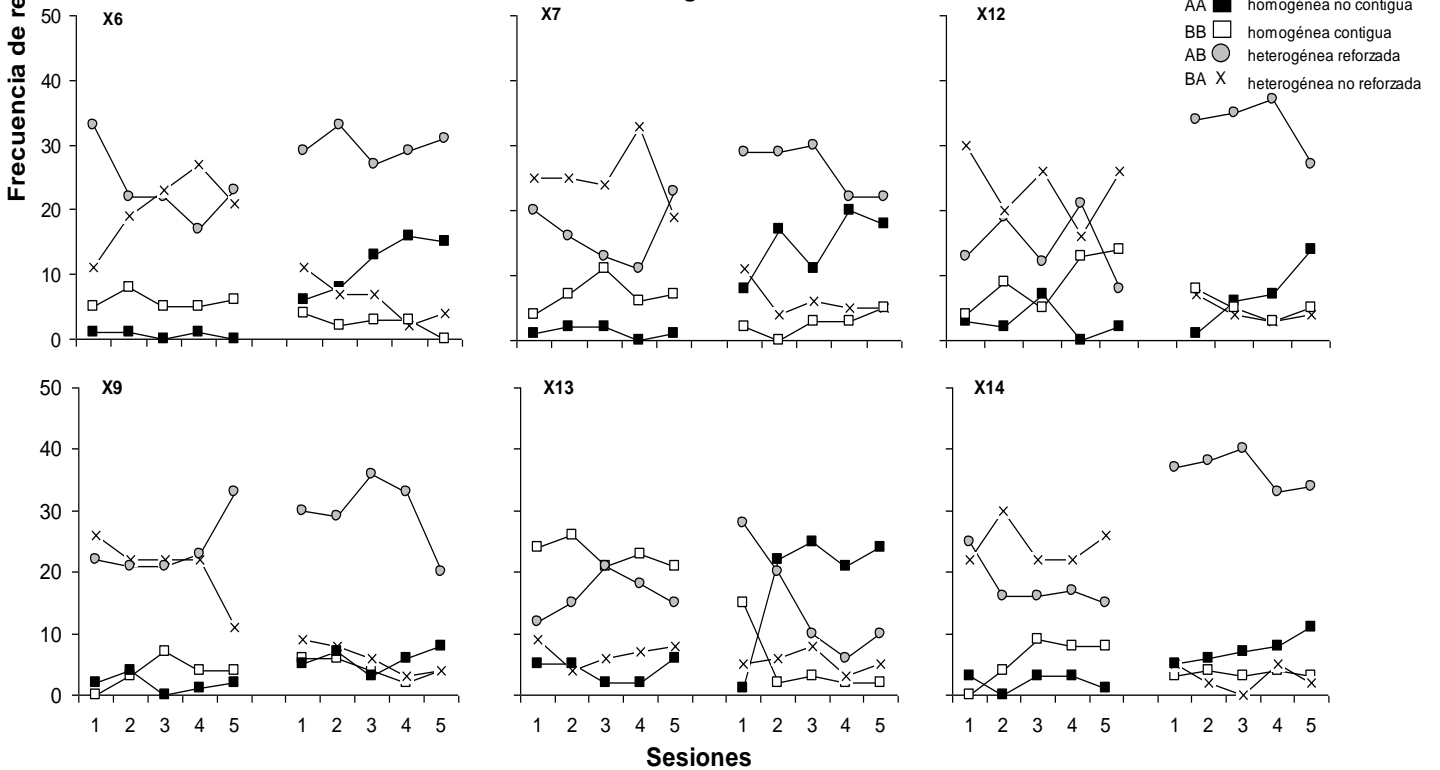 X6
X7
X12
AA homogénea no contigua
BB homogénea contigua
AB heterogénea reforzada
BA X heterogénea no reforzada
Frecuencia de
50
40
30
20
10
0
X9
X13
X14
50
40
30
20
10
0
1 2 3 4 5 1 2 3 4 5 1 2 3 4 5 1 2 3 4 5 1 2 3 4 5 1 2 3 4 5
Sesiones